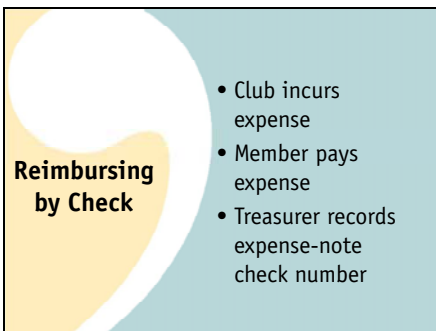 Reimbursing
by Check
• Club incurs
expense
• Member pays
expense
• Treasurer records
expense-note
check number